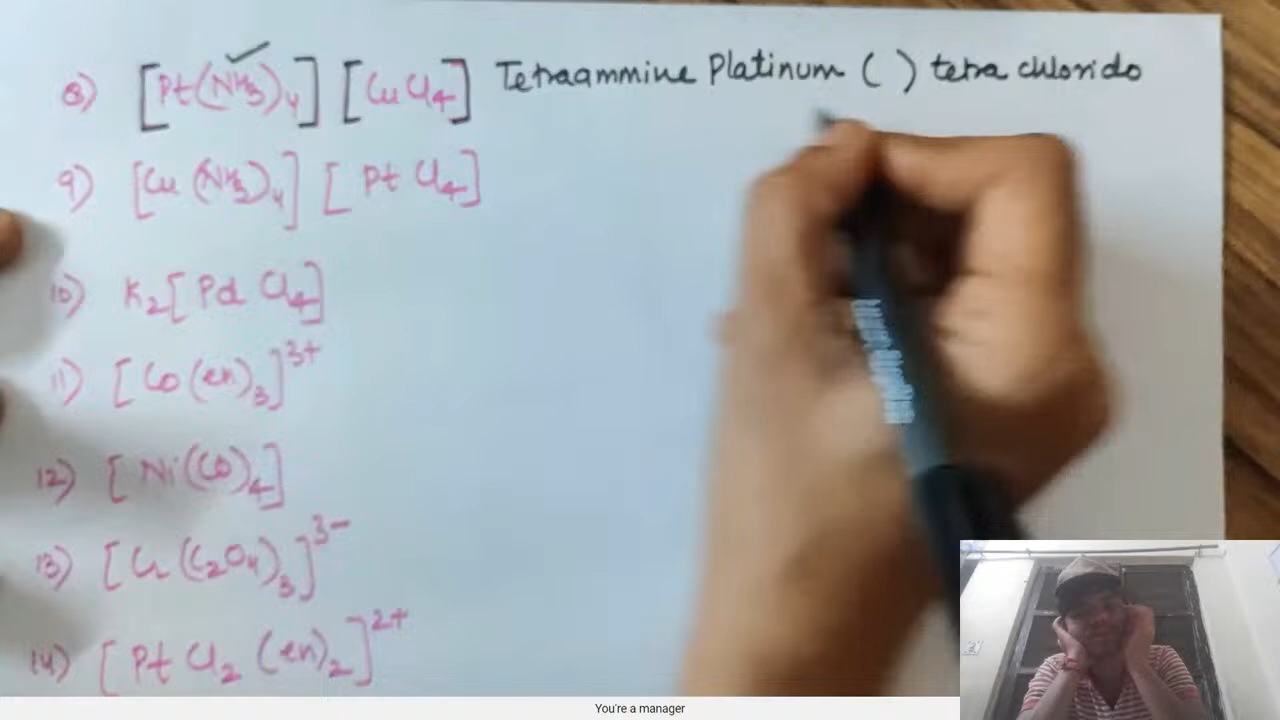 8) [Pt(NH3)4] [CuCl4] Tetraammine Platinum ( ) tetra chlorido
9) [Cu(NH3)4] [PtCl4]
10) K2[PdCl4]
11) [Co(en)3]3+
12) [Ni(CO)4]
13) [Cr(C2O4)3]3-
14) [PtCl2(en)2]2+
You're a manager